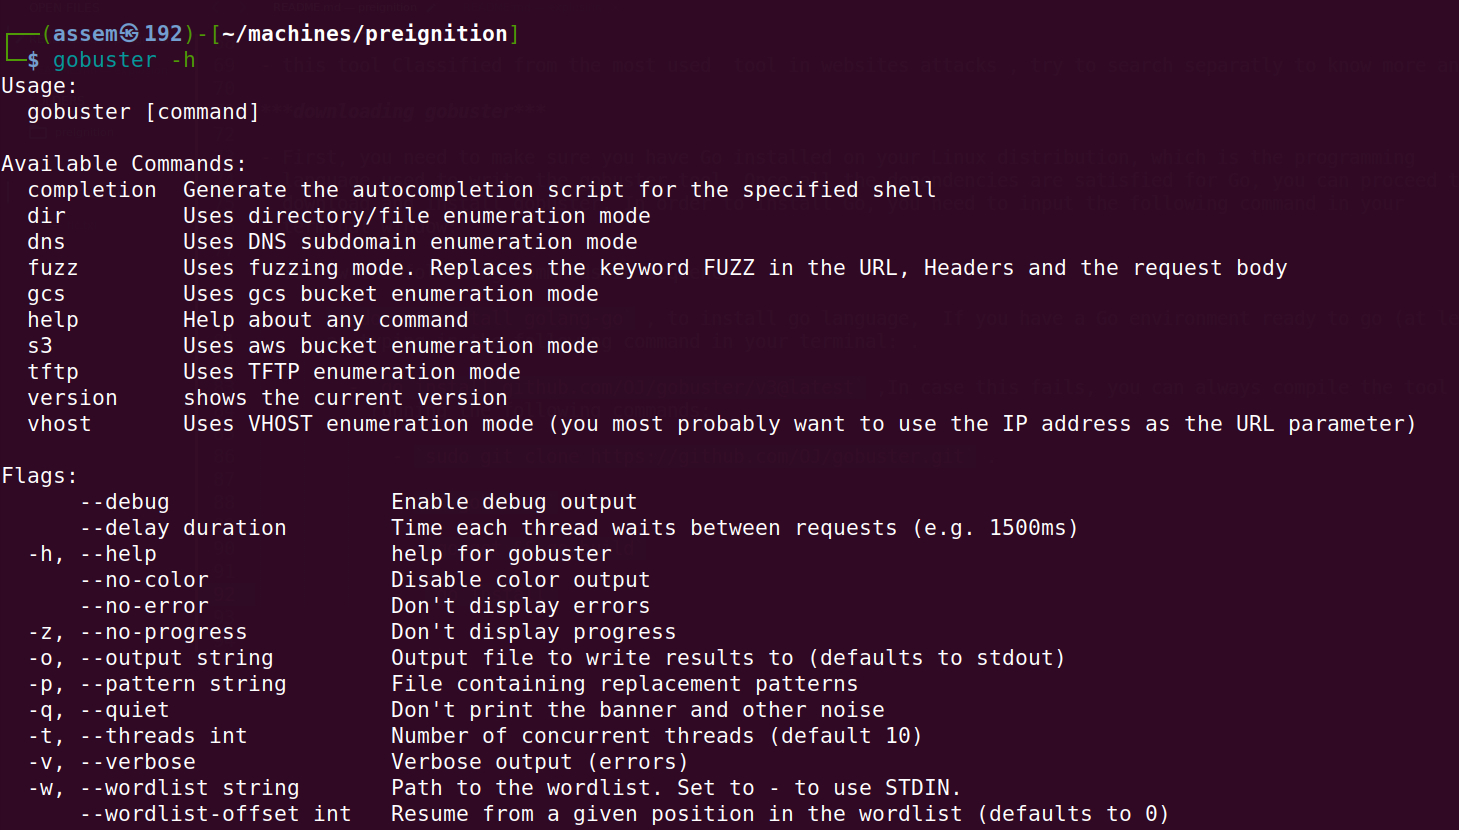 (assem㉿192)-[~/machines/preignition]
$ gobuster -h
Usage:
gobuster [command]
Available Commands:
completion  Generate the autocompletion script for the specified shell
dir         Uses directory/file enumeration mode
dns         Uses DNS subdomain enumeration mode
fuzz        Uses fuzzing mode. Replaces the keyword FUZZ in the URL, Headers and the request body
gcs         Uses gcs bucket enumeration mode
help        Help about any command
s3          Uses aws bucket enumeration mode
tftp        Uses TFTP enumeration mode
version     shows the current version
vhost       Uses VHOST enumeration mode (you most probably want to use the IP address as the URL parameter)
Flags:
--debug                 Enable debug output
--delay duration        Time each thread waits between requests (e.g. 1500ms)
-h, --help                  help for gobuster
--no-color              Disable color output
--no-error              Don't display errors
-z, --no-progress           Don't display progress
-o, --output string         Output file to write results to (defaults to stdout)
-p, --pattern string        File containing replacement patterns
-q, --quiet                 Don't print the banner and other noise
-t, --threads int           Number of concurrent threads (default 10)
-v, --verbose               Verbose output (errors)
-w, --wordlist string       Path to the wordlist. Set to - to use STDIN.
--wordlist-offset int   Resume from a given position in the wordlist (defaults to 0)